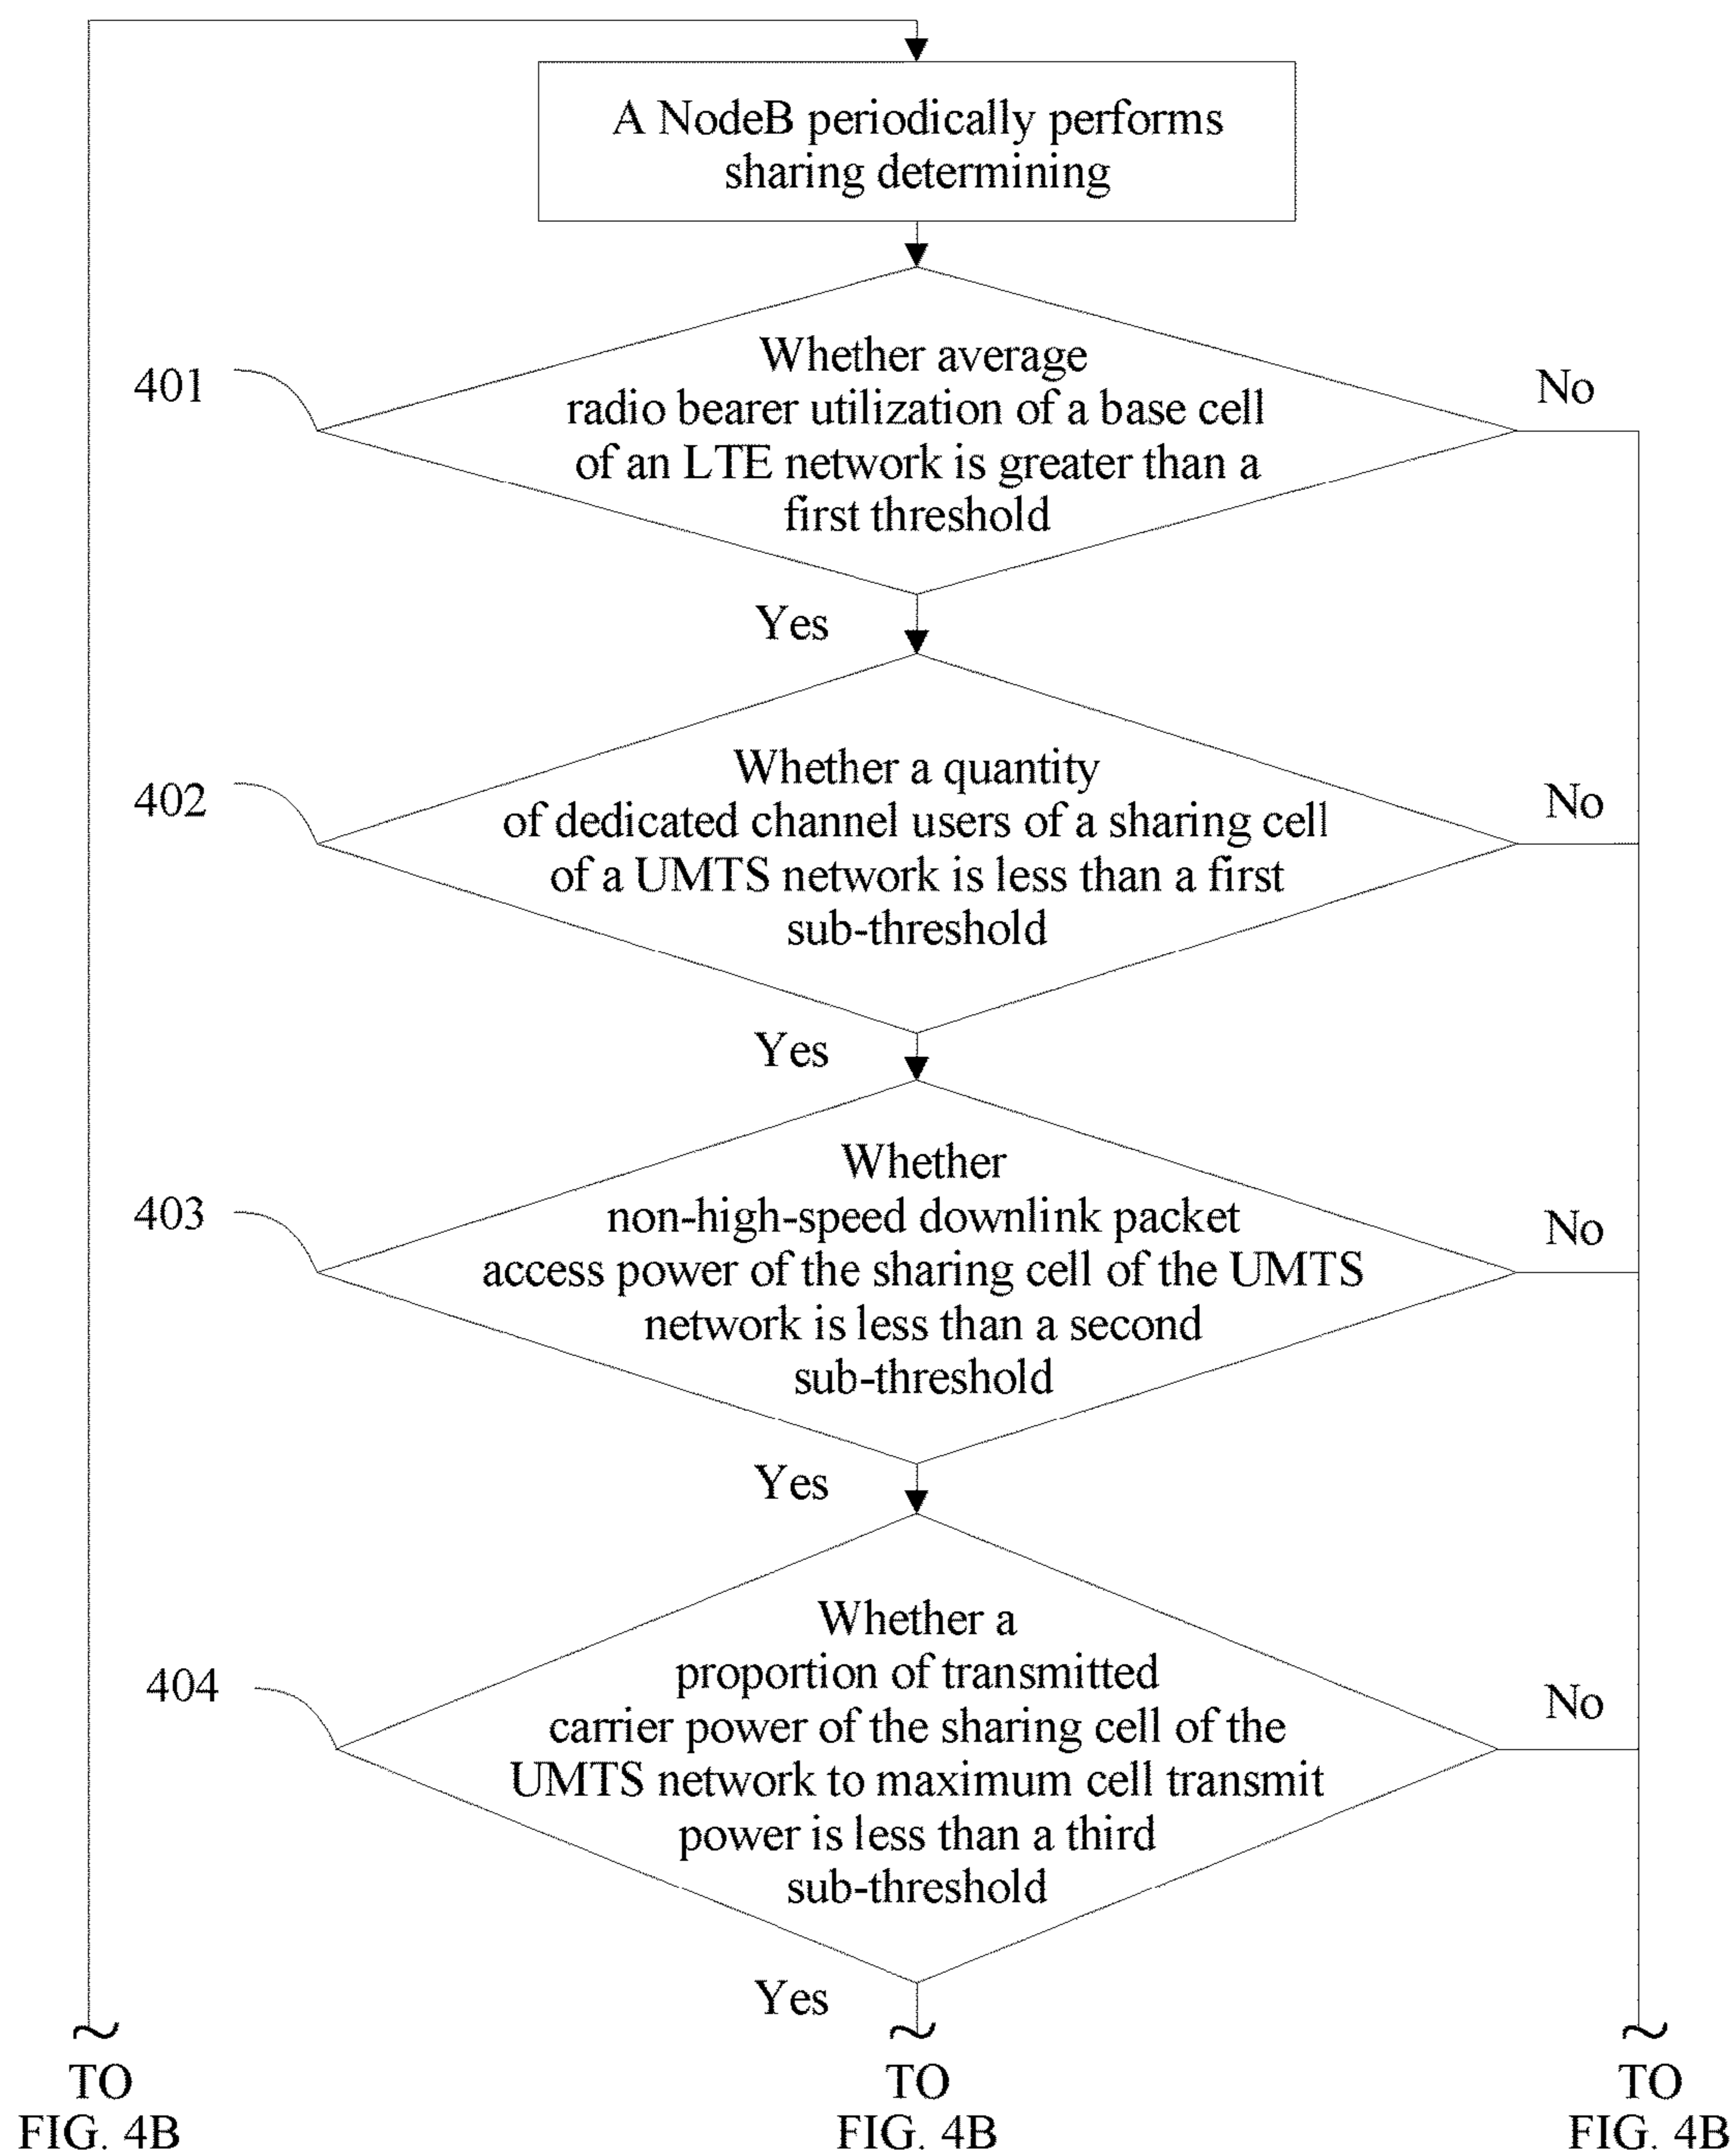 A NodeB periodically performs
sharing determining
401
Whether average
radio bearer utilization of a base cell
of an LTE network is greater than a
first threshold
No
Yes
402
Whether a quantity
of dedicated channel users of a sharing cell
of a UMTS network is less than a first
sub-threshold
No
Yes
403
Whether
non-high-speed downlink packet
access power of the sharing cell of the UMTS
network is less than a second
sub-threshold
No
Yes
404
Whether a
proportion of transmitted
carrier power of the sharing cell of the
UMTS network to maximum cell transmit
power is less than a third
sub-threshold
No
Yes
TO
FIG. 4B
TO
FIG. 4B
TO
FIG. 4B